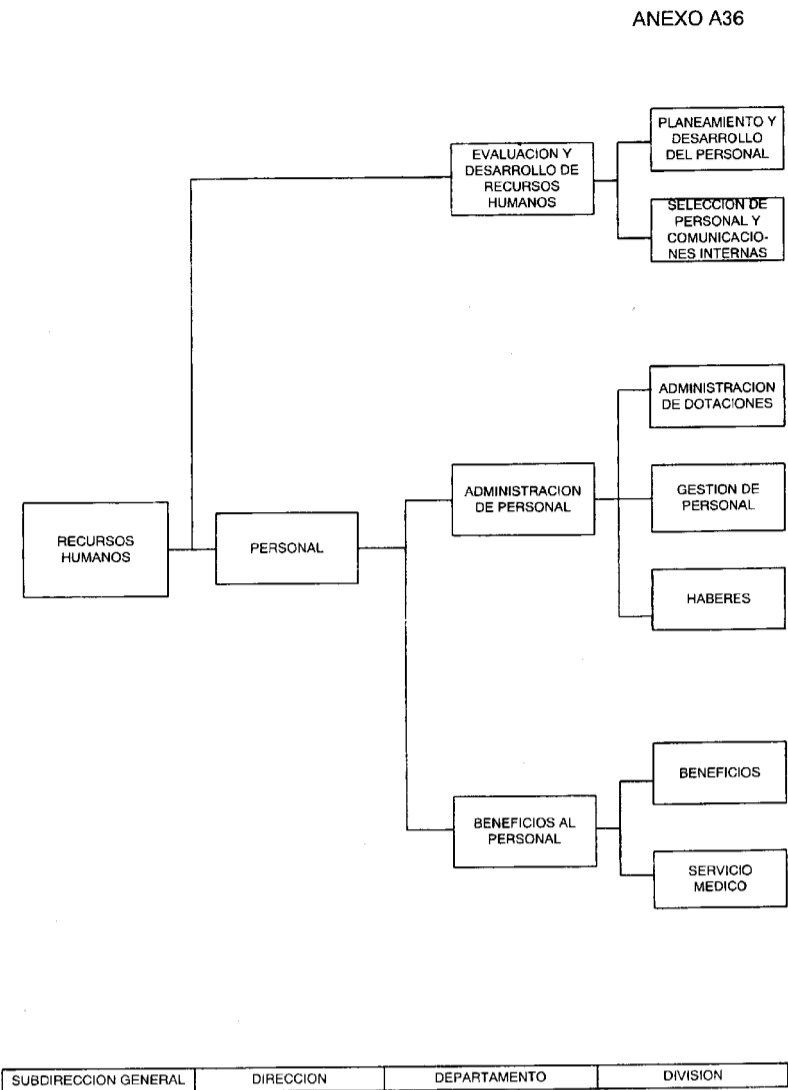 ANEXO A36
PLANEAMIENTO Y
DESARROLLO
DEL PERSONAL
EVALUACION Y
DESARROLLO DE
RECURSOS
HUMANOS
SELECCION DE
PERSONAL Y
COMUNICACIO-
NES INTERNAS
ADMINISTRACION
DE DOTACIONES
ADMINISTRACION
DE PERSONAL
GESTION DE
PERSONAL
RECURSOS
HUMANOS
PERSONAL
HABERES
BENEFICIOS
BENEFICIOS AL
PERSONAL
SERVICIO
MEDICO
SUBDIRECCION GENERAL DIRECCION DEPARTAMENTO DIVISION